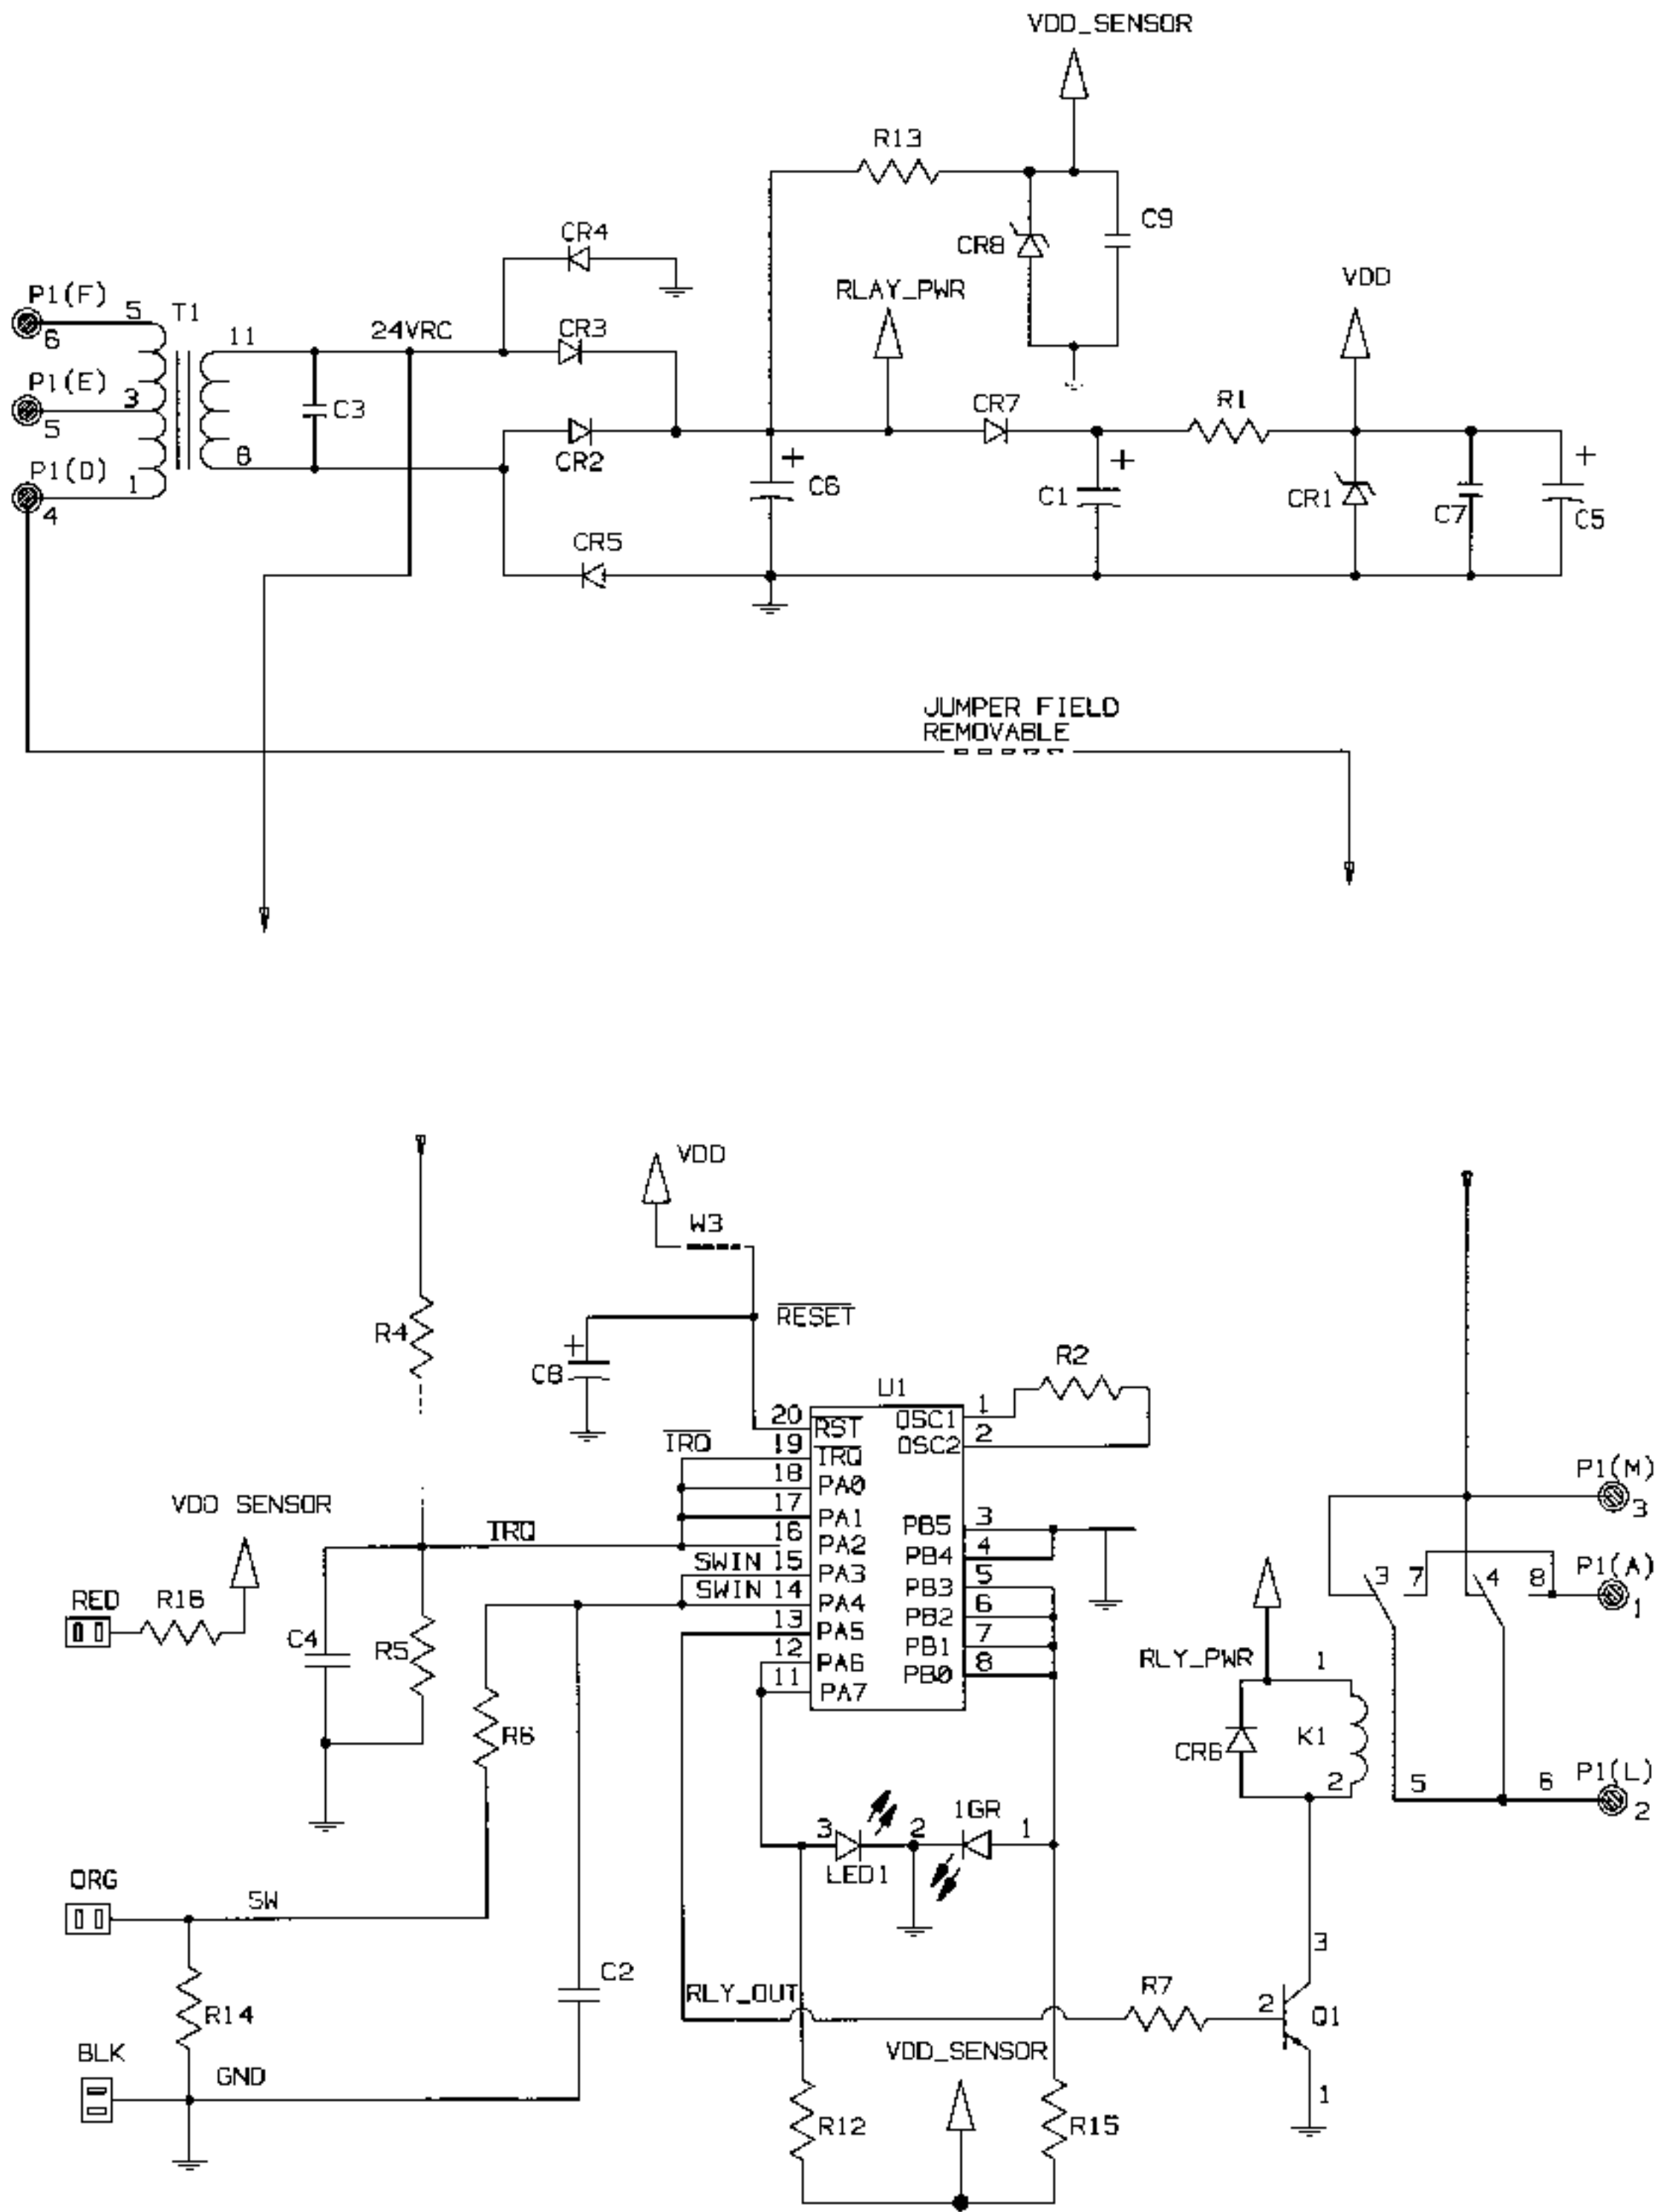 VDD_SENSOR
R13
CR4
CR8
C9
RLAY_PWR
VDD
P1(F)
5
T1
6
11
24VRC
CR3
P1(E)
3
5
C3
CR7
R1
P1(D)
1
8
4
CR2
+
C6
+
C1
CR1
C7
+
C5
CR5
JUMPER FIELD
REMOVABLE
VDD
W3
RESET
R4
+
C8
R2
U1
20
RST
OSC1
1
OSC2
2
IRQ
19
IRQ
18
PA0
VDD SENSOR
17
PA1
PB5
3
IRQ
16
PA2
PB4
4
SWIN 15
PA3
PB3
5
SWIN 14
PA4
PB2
6
13
PA5
PB1
7
12
PA6
PB0
8
11
PA7
RED
R16
C4
R5
R6
P1(M)
3
P1(A)
1
3
7
4
8
RLY_PWR
1
CR6
K1
2
5
6
P1(L)
2
3
LED1
2
1GR
1
ORG
SW
R14
C2
RLY_OUT
R7
3
2
Q1
1
BLK
GND
VDD_SENSOR
R12
R15